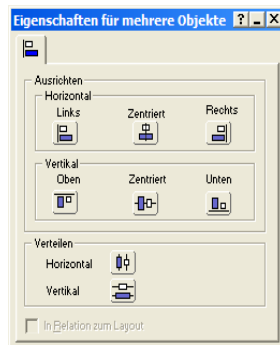 Eigenschaften für mehrere Objekte
Ausrichten
Horizontal
Links Zentriert Rechts
Vertikal
Oben Zentriert Unten
Verteilen
Horizontal
Vertikal
In Relation zum Layout